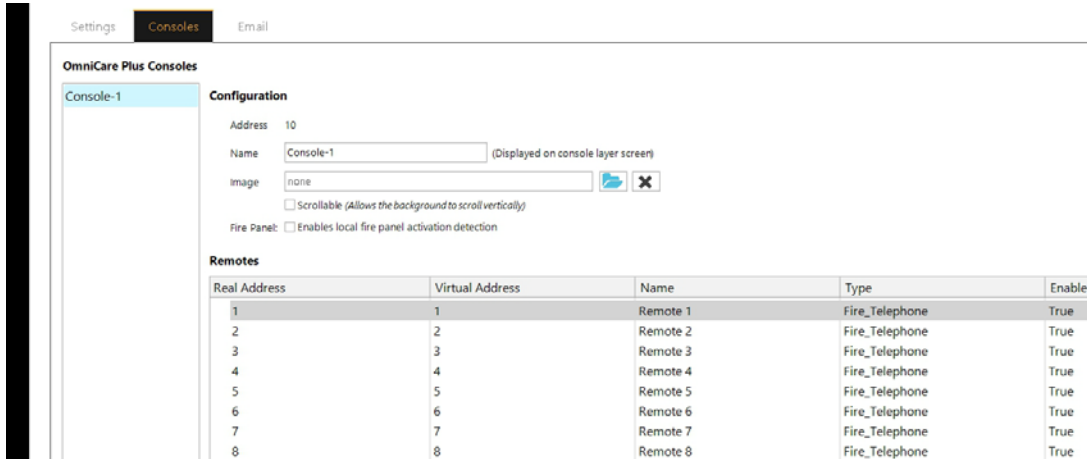 Settings Consoles Email
OmniCare Plus Consoles
Console-1
Configuration
Address 10
Name Console-1 (Displayed on console layer screen)
Image none
Scrollable (Allows the background to scroll vertically)
Fire Panel: Enables local fire panel activation detection
Remotes
Real Address Virtual Address Name Type Enable
1 1 Remote 1 Fire_Telephone True
2 2 Remote 2 Fire_Telephone True
3 3 Remote 3 Fire_Telephone True
4 4 Remote 4 Fire_Telephone True
5 5 Remote 5 Fire_Telephone True
6 6 Remote 6 Fire_Telephone True
7 7 Remote 7 Fire_Telephone True
8 8 Remote 8 Fire_Telephone True